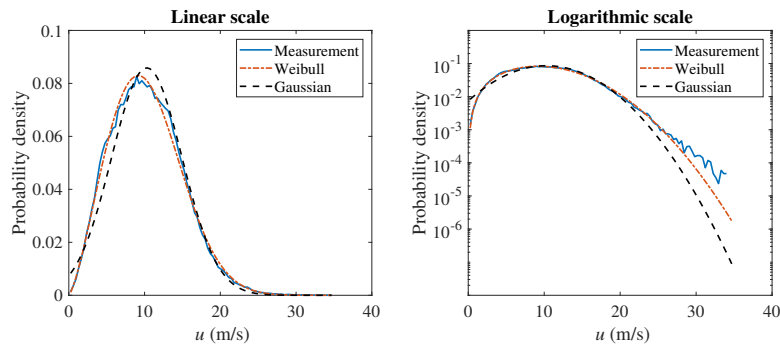 Linear scale
Probability density
0.1
0.08
0.06
0.04
0.02
0
0 10 20 30 40
u (m/s)
Measurement
Weibull
Gaussian
Logarithmic scale
Probability density
10-1
10-2
10-3
10-4
10-5
10-6
0 10 20 30 40
u (m/s)
Measurement
Weibull
Gaussian